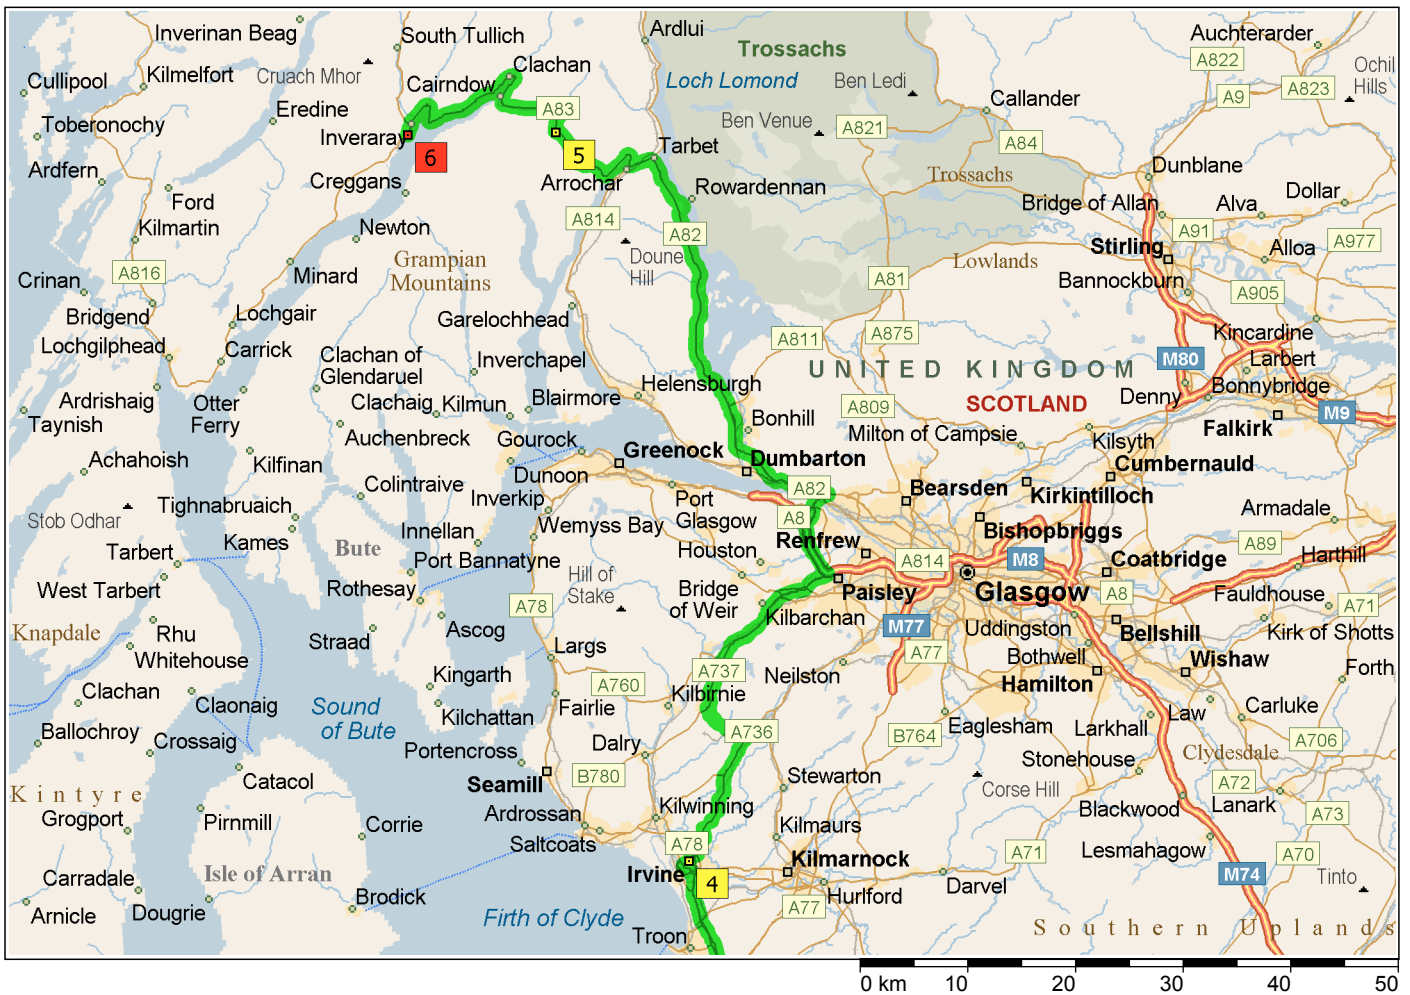 Inverinan Beag
South Tullich
Ardlui
Trossachs
Auchterarder
A822
Cullipool
Kilmelfort
Cruach Mhor
Cairndow
Clachan
Loch Lomond
Ben Ledi
Ochil
Hills
A9
A823
Eredine
A83
Callander
Toberonochy
Inveraray
6
5
Ben Venue
A821
A84
Tarbet
Ardfern
Creggans
Arrochar
Rowardennan
Trossachs
Dunblane
Ford
Kilmartin
Newton
A814
A82
Bridge of Allan
Alva
Dollar
A91
A977
Stirling
Alloa
Crinan
A816
Minard
Grampian
Mountains
Doune
Hill
A81
Lowlands
Bannockburn
A905
Bridgend
Lochgair
Garelochhead
A811
A875
Kincardine
Lochgilphead
Carrick
Clachan of
Glendaruel
Inverchapel
UNITED KINGDOM
M80
Larbert
Ardrishaig
Otter
Ferry
Clachaig
Kilmun
Blairmore
Helensburgh
SCOTLAND
Denny
Bonnybridge
Taynish
Auchenbreck
Gourock
Bonhill
A809
Milton of Campsie
Kilsyth
Falkirk
M9
Achahoish
Kilfinan
Dunoon
Greenock
Dumbarton
Cumbernauld
Tighnabruaich
Colintraive
Inverkip
Port
Glasgow
A82
Bearsden
Kirkintilloch
Stob Odhar
Kames
Innellan
Wemyss Bay
A8
Bishopbriggs
Armadale
Tarbert
Bute
Port Bannatyne
Houston
Renfrew
A814
M8
Coatbridge
A89
Harthill
West Tarbert
Rothesay
Hill of
Stake
Bridge
of Weir
Paisley
Glasgow
A8
Fauldhouse
A71
Knapdale
Rhu
Whitehouse
Straad
Ascog
A78
Kilbarchan
M77
Uddingston
Bellshill
Kirk of Shotts
Largs
A77
Bothwell
Wishaw
Clachan
Claonaig
Kingarth
A760
A737
Kilbirnie
Neilston
Hamilton
Forth
Sound
of Bute
Kilchattan
Fairlie
Law
Carluke
Ballochroy
Crossaig
Portencross
Dalry
A736
B764
Eaglesham
Larkhall
Stonehouse
Clydesdale
A706
Kintyre
Catacol
Seamill
B780
Stewarton
Corse Hill
A72
Grogport
Pirnmill
Corrie
Ardrossan
Kilwinning
Blackwood
Lanark
A73
Saltcoats
A78
Kilmaurs
Lesmahagow
A70
Carradale
Isle of Arran
Irvine
4
Kilmarnock
A71
M74
Tinto
Arnicle
Dougrie
Brodick
Firth of Clyde
A77
Hurlford
Darvel
Troon
Southern Uplands
0 km
10
20
30
40
50